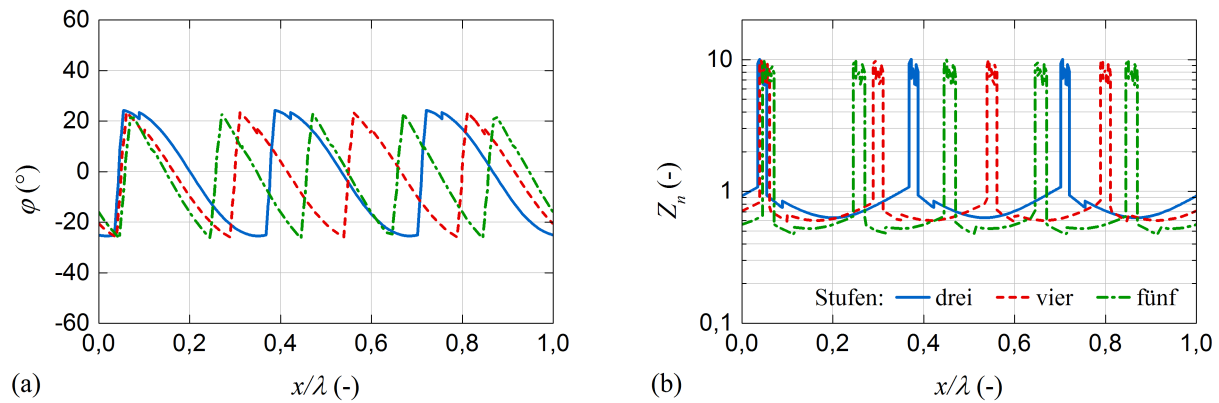 60
40
20
0
-20
-40
-60
φ (°)
0,0 0,2 0,4 0,6 0,8 1,0
x/λ (-)
(a)
10
1
0,1
Zn (-)
Stufen: drei vier fünf
0,0 0,2 0,4 0,6 0,8 1,0
x/λ (-)
(b)